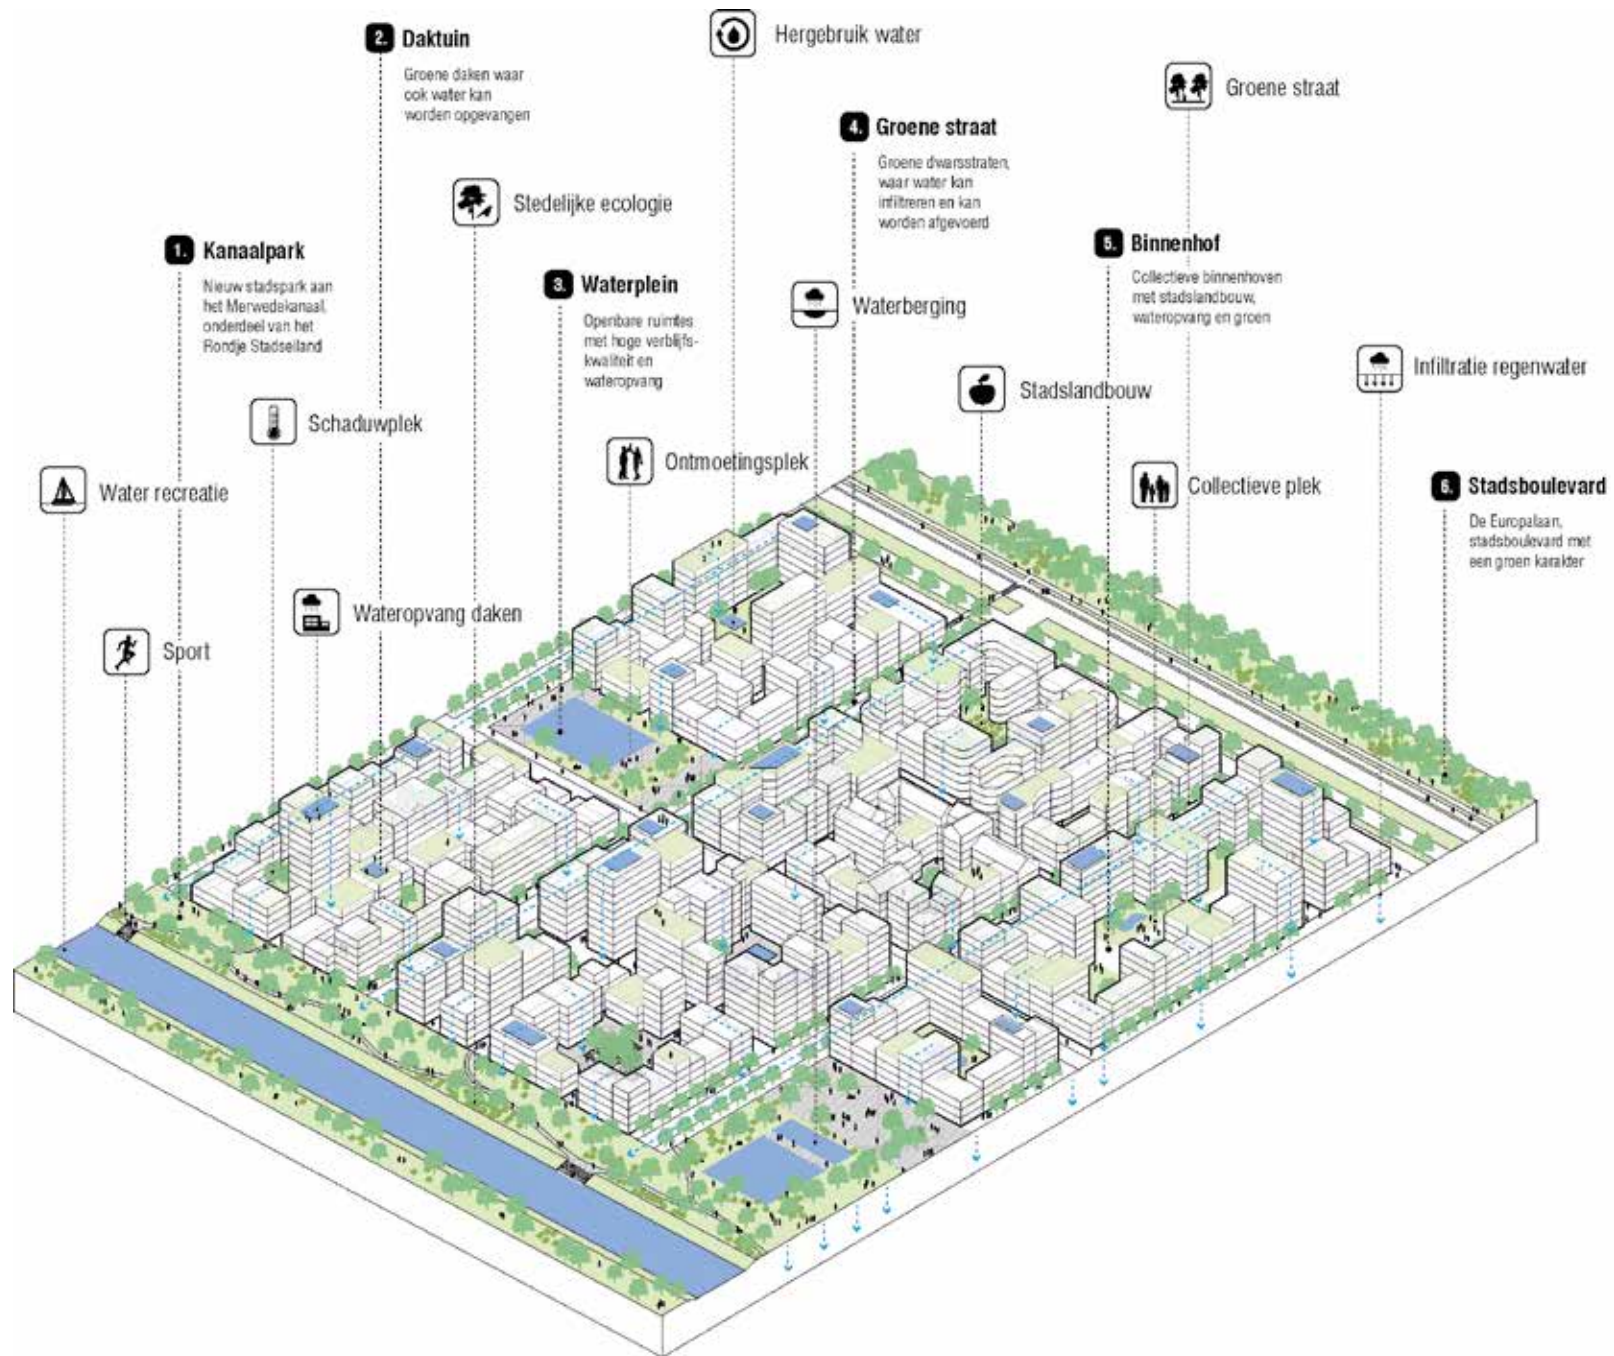 2. Daktuin
Groene daken waar
ook water kan
worden opgevangen
Hergebruik water
Groene straat
4. Groene straat
Groene dwarsstraten,
waar water kan
infiltreren en kan
worden afgevoerd
Stedelijke ecologie
1. Kanaalpark
Nieuw stadspark aan
het Merwedekanaal,
onderdeel van het
Rondje Stadseiland
3. Waterplein
Openbare ruimtes
met hoge verblijfs-
kwaliteit en
wateropvang
Waterberging
5. Binnenhof
Collectieve binnenhoven
met stadslandbouw,
wateropvang en groen
Infiltratie regenwater
Stadslandbouw
Schaduwplek
Ontmoetingsplek
Water recreatie
Collectieve plek
6. Stadsboulevard
De Europalaan,
stadsboulevard met
een groen karakter
Wateropvang daken
Sport